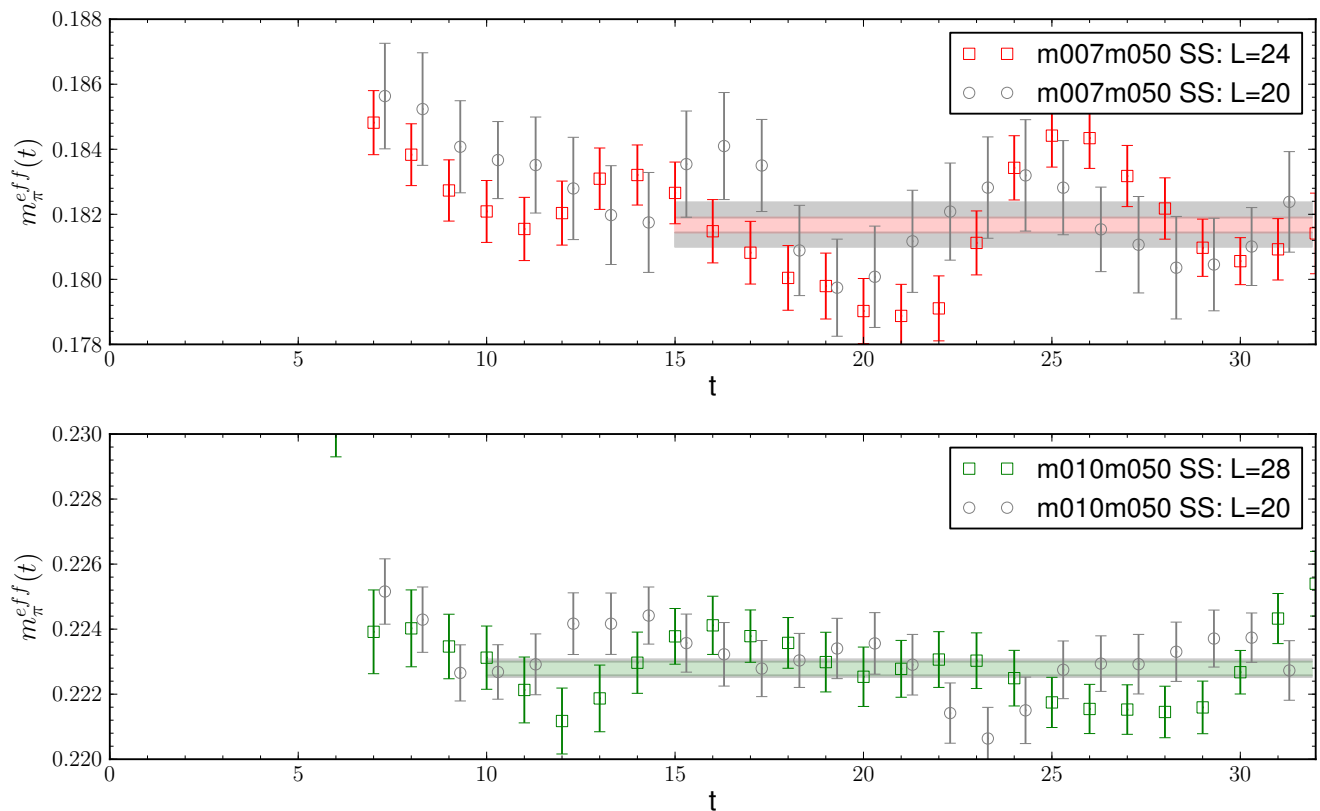 0.188
0.186
0.184
0.182
0.180
0.178
m_π^{eff}(t)
m007m050 SS: L=24
m007m050 SS: L=20
0 5 10 15 20 25 30
t
0.230
0.228
0.226
0.224
0.222
0.220
m_π^{eff}(t)
m010m050 SS: L=28
m010m050 SS: L=20
0 5 10 15 20 25 30
t